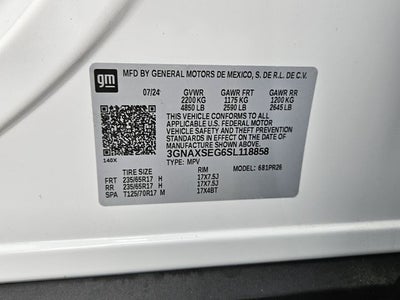 gm
MFD BY GENERAL MOTORS DE MEXICO, S. DE R.L. DE C.V.
07/24 GVWR GAWR FRT GAWR RR
2200 KG 1175 KG 1200 KG
4850 LB 2590 LB 2645 LB
THIS VEHICLE CONFORMS TO ALL
APPLICABLE U.S. FEDERAL MOTOR
VEHICLE SAFETY, BUMPER, AND THEFT
PREVENTION STANDARDS IN EFFECT ON
THE DATE OF MANUFACTURE SHOWN ABOVE.
3GNAXSEG6SL118858
140X TYPE: MPV MODEL: 681PR26
TIRE SIZE RIM
FRT 235/65R17 H 17X7.5J
RR 235/65R17 H 17X7.5J
SPA T125/70R17 M 17X4BT